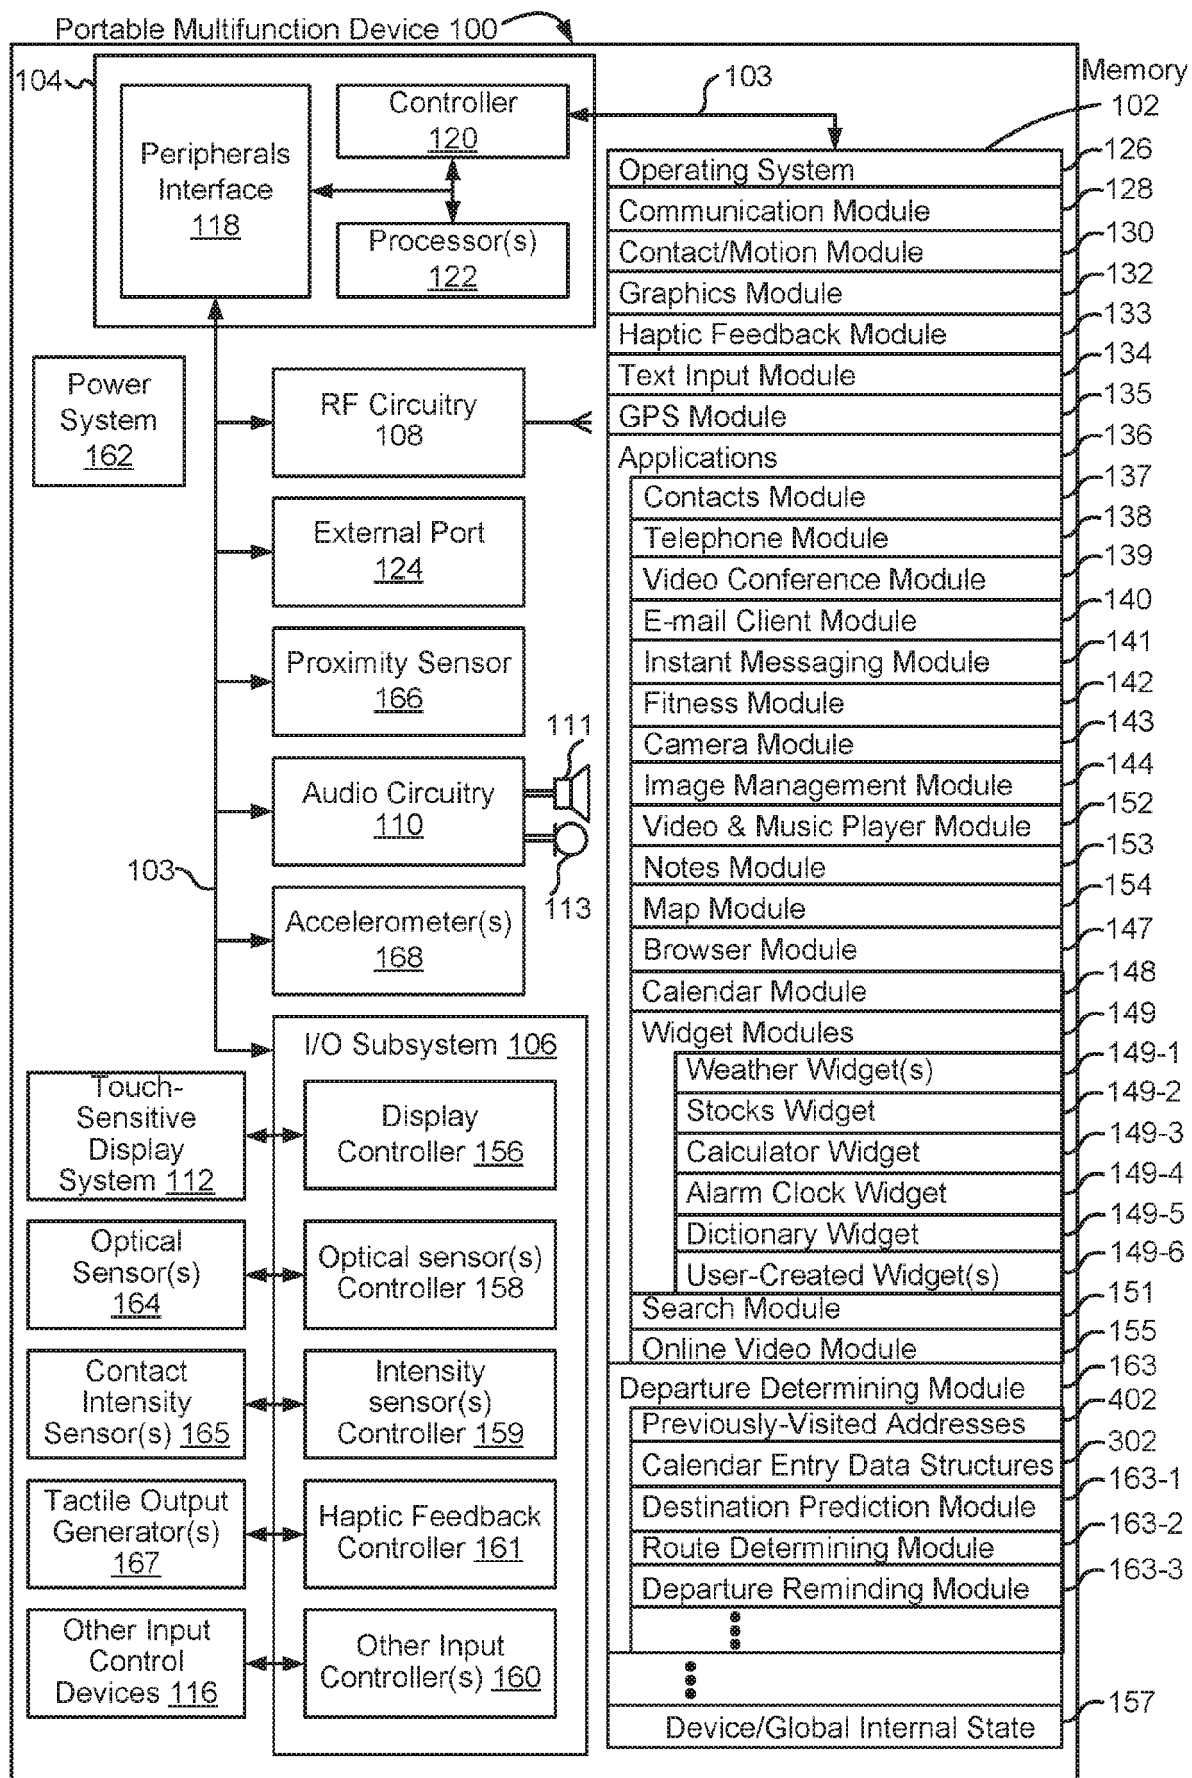 Portable Multifunction Device 100
104
Peripherals
Interface
118
Controller
120
Processor(s)
122
103
Memory
102
Power
System
162
RF Circuitry
108
External Port
124
Proximity Sensor
166
111
Audio Circuitry
110
113
103
Accelerometer(s)
168
I/O Subsystem 106
Touch-
Sensitive
Display
System 112
Display
Controller 156
Optical
Sensor(s)
164
Optical sensor(s)
Controller 158
Contact
Intensity
Sensor(s) 165
Intensity
sensor(s)
Controller 159
Tactile Output
Generator(s)
167
Haptic Feedback
Controller 161
Other Input
Control
Devices 116
Other Input
Controller(s) 160
Operating System 126
Communication Module 128
Contact/Motion Module 130
Graphics Module 132
Haptic Feedback Module 133
Text Input Module 134
GPS Module 135
Applications 136
Contacts Module 137
Telephone Module 138
Video Conference Module 139
E-mail Client Module 140
Instant Messaging Module 141
Fitness Module 142
Camera Module 143
Image Management Module 144
Video & Music Player Module 152
Notes Module 153
Map Module 154
Browser Module 147
Calendar Module 148
Widget Modules 149
Weather Widget(s) 149-1
Stocks Widget 149-2
Calculator Widget 149-3
Alarm Clock Widget 149-4
Dictionary Widget 149-5
User-Created Widget(s) 149-6
Search Module 151
Online Video Module 155
Departure Determining Module 163
Previously-Visited Addresses 402
Calendar Entry Data Structures 302
Destination Prediction Module 163-1
Route Determining Module 163-2
Departure Reminding Module 163-3
Device/Global Internal State 157